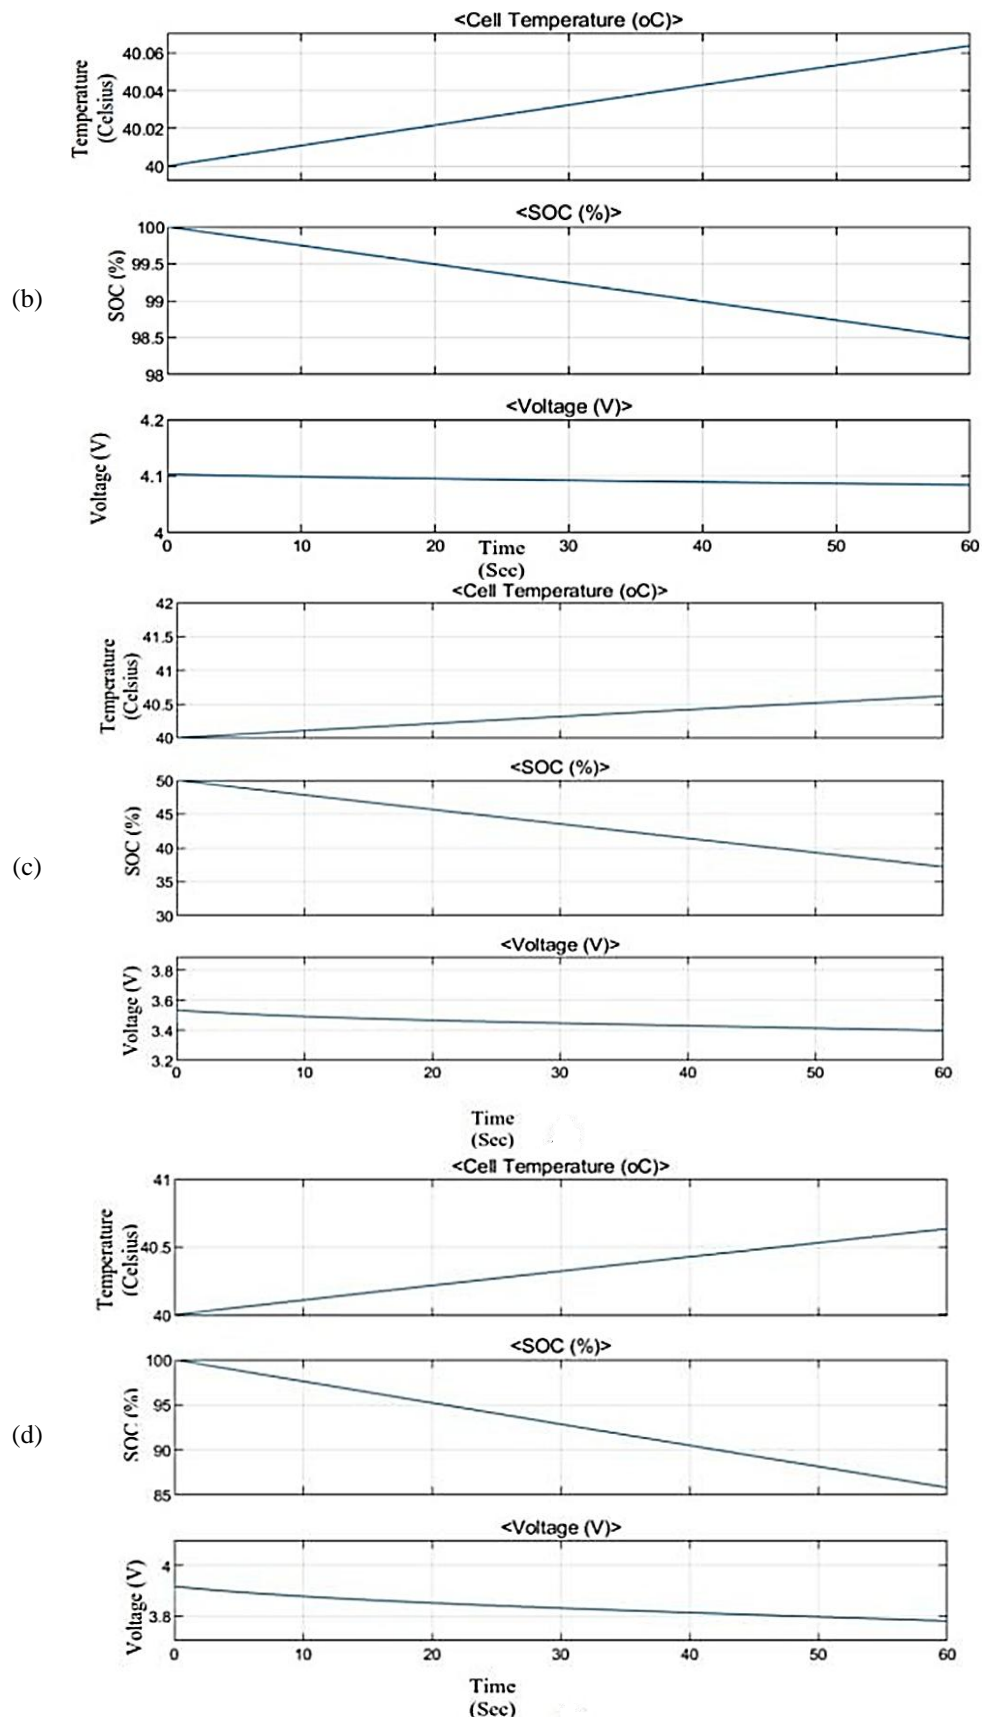 <Cell Temperature (oC)>
40.06
40.04
40.02
40
Temperature
(Celsius)
<SOC (%)>
100
99.5
99
98.5
98
SOC (%)
(b)
<Voltage (V)>
4.2
4.1
4
Voltage (V)
0 10 20 30 40 50 60
Time
(Sec)
<Cell Temperature (oC)>
42
41.5
41
40.5
40
Temperature
(Celsius)
<SOC (%)>
50
45
40
35
30
SOC (%)
(c)
<Voltage (V)>
3.8
3.6
3.4
3.2
Voltage (V)
0 10 20 30 40 50 60
Time
(Sec)
<Cell Temperature (oC)>
41
40.5
40
Temperature
(Celsius)
<SOC (%)>
100
95
90
85
SOC (%)
(d)
<Voltage (V)>
4
3.8
Voltage (V)
0 10 20 30 40 50 60
Time
(Sec)